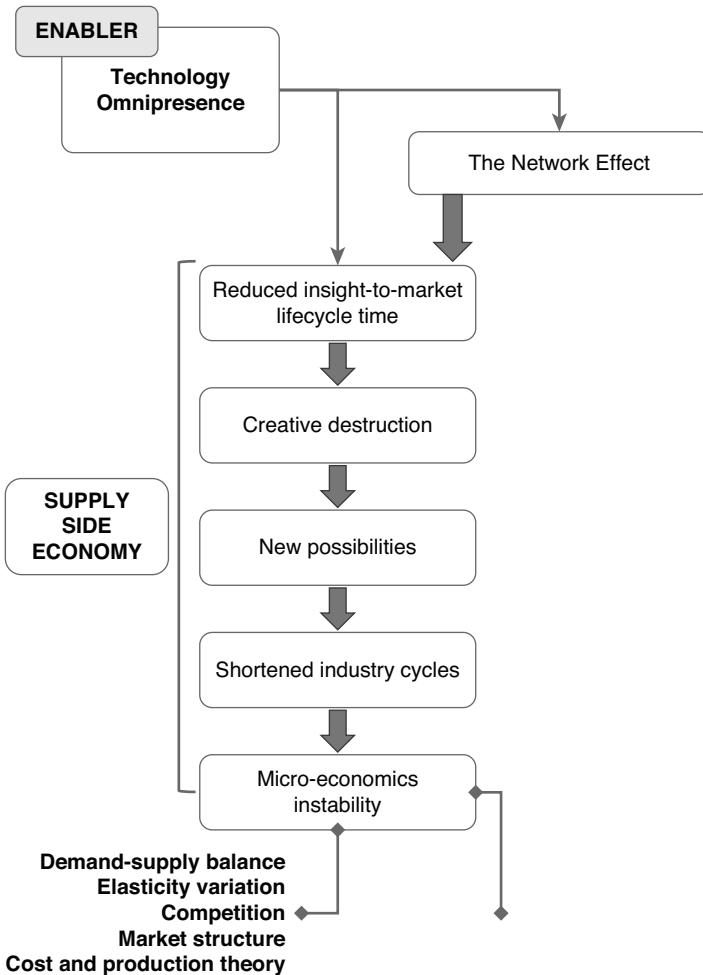 ENABLER
Technology
Omnipresence
The Network Effect
Reduced insight-to-market
lifecycle time
Creative destruction
SUPPLY
SIDE
ECONOMY
New possibilities
Shortened industry cycles
Micro-economics
instability
Demand-supply balance
Elasticity variation
Competition
Market structure
Cost and production theory